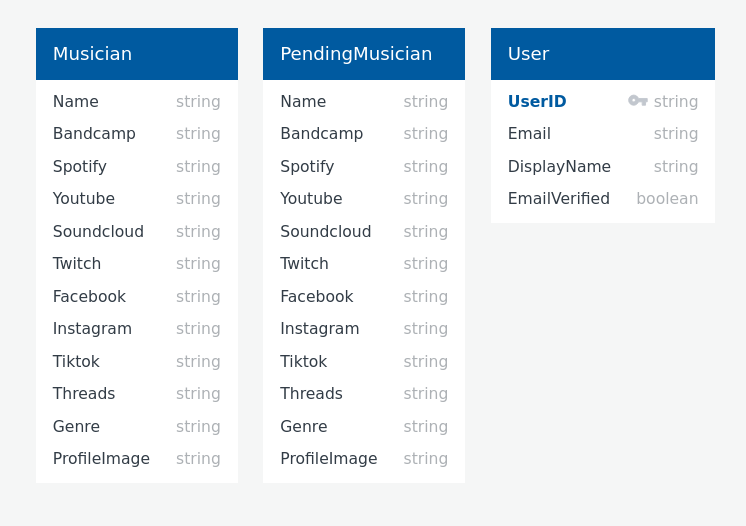 Musician
Name string
Bandcamp string
Spotify string
Youtube string
Soundcloud string
Twitch string
Facebook string
Instagram string
Tiktok string
Threads string
Genre string
ProfileImage string
PendingMusician
Name string
Bandcamp string
Spotify string
Youtube string
Soundcloud string
Twitch string
Facebook string
Instagram string
Tiktok string
Threads string
Genre string
ProfileImage string
User
UserID string
Email string
DisplayName string
EmailVerified boolean